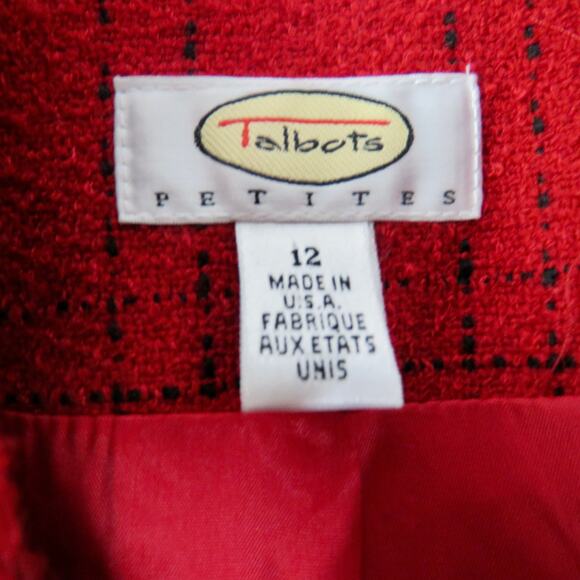 Talbots
PETITES
12
MADE IN
U.S.A.
FABRIQUE
AUX ETATS
UNIS